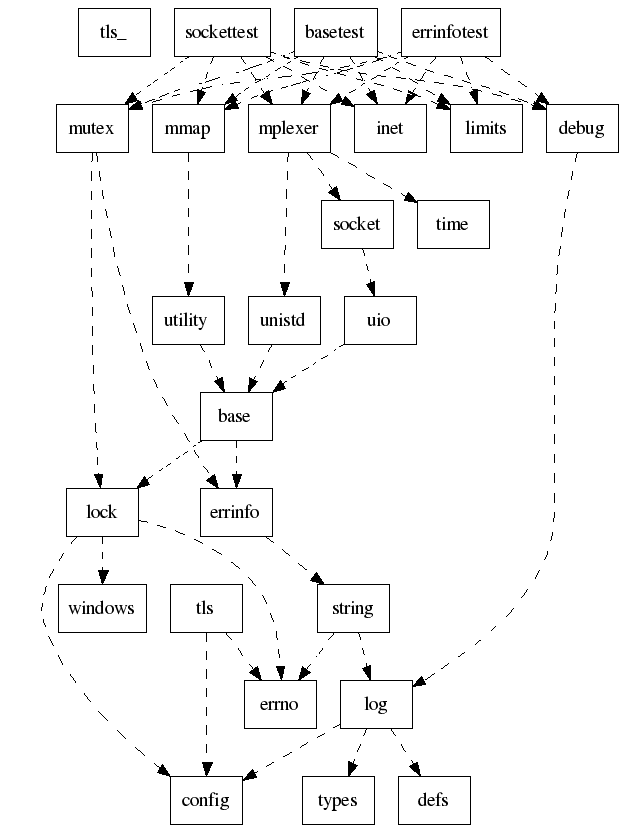 tls_
sockettest
basetest
errinfotest
mutex
mmap
mplexer
inet
limits
debug
socket
time
utility
unistd
uio
base
lock
errinfo
windows
tls
string
errno
log
config
types
defs